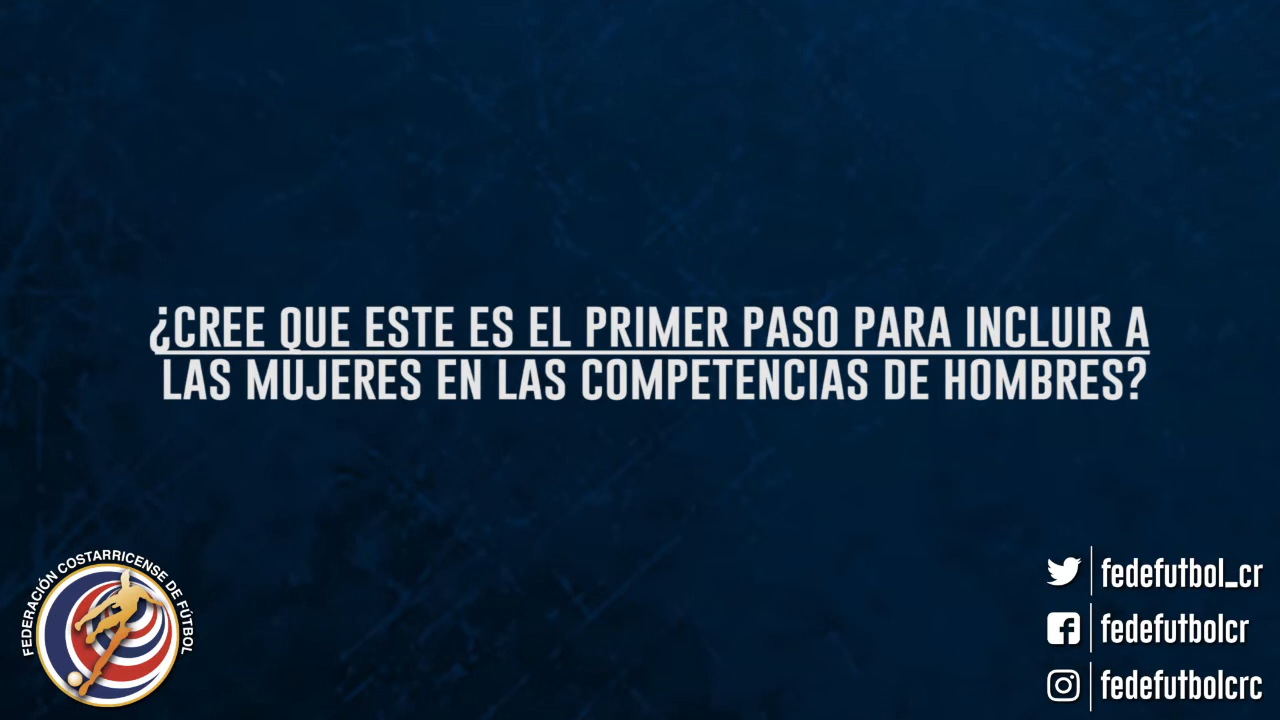 ¿CREE QUE ESTE ES EL PRIMER PASO PARA INCLUIR A
LAS MUJERES EN LAS COMPETENCIAS DE HOMBRES?
FEDERACIÓN COSTARRICENSE DE FÚTBOL
fedefutbol_cr
fedefutbolcr
fedefutbolcrc